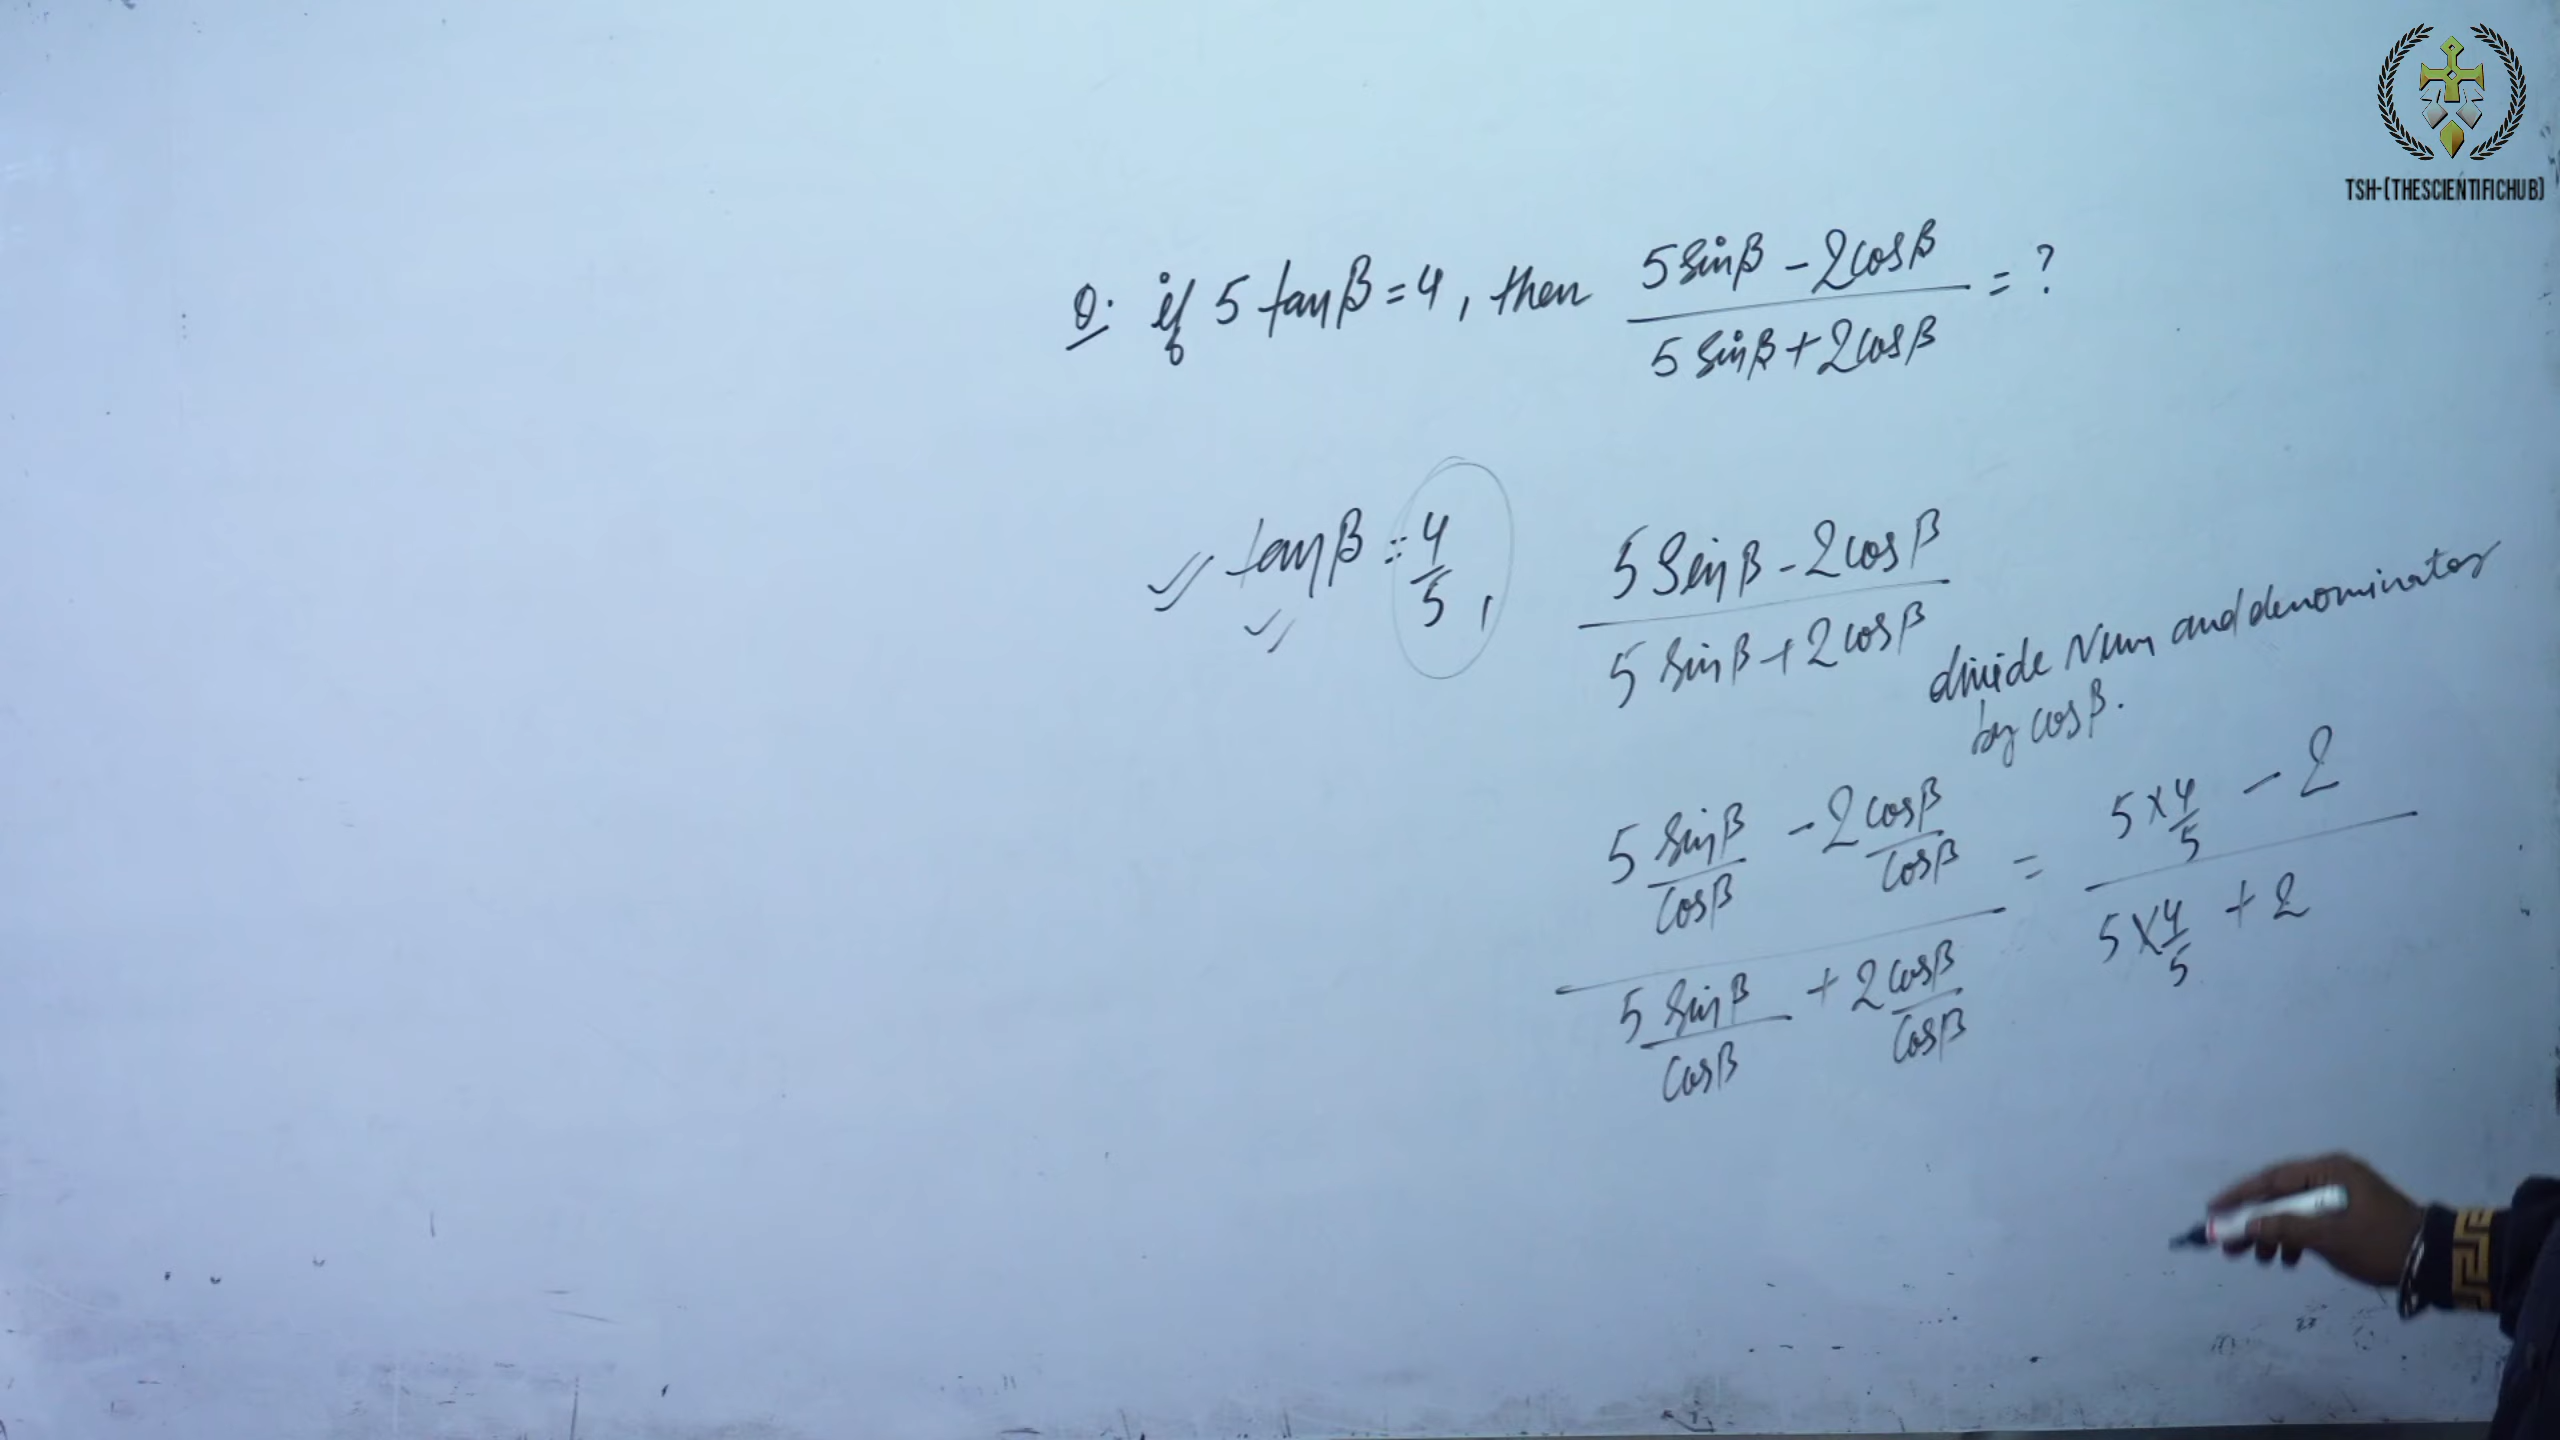 TSH-(THESCIENTIFICHUB)
Q. if 5 tanβ = 4, then (5 sinβ - 2cosβ)/(5 sinβ + 2cosβ) = ?
tanβ = 4/5, (5 Sinβ - 2cosβ)/(5 sinβ + 2cosβ)
divide Num and denominator
by cosβ.
(5 sinβ/cosβ - 2 cosβ/cosβ)/(5 sinβ/cosβ + 2 cosβ/cosβ) = (5 × 4/5 - 2)/(5 × 4/5 + 2)